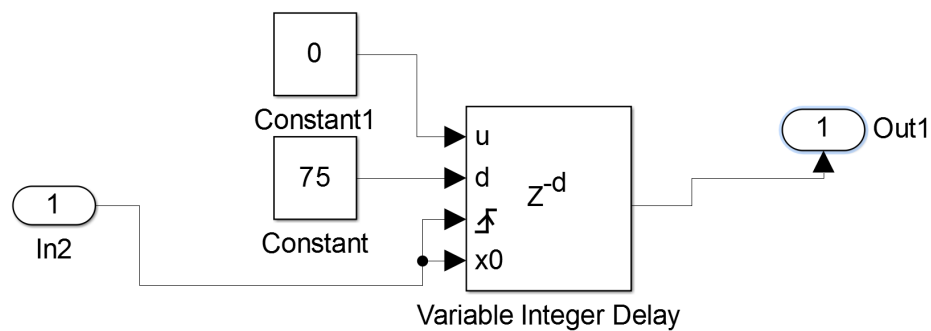 0
Constant1
75
Constant
1
In2
u
d
x0
z-d
Variable Integer Delay
1
Out1